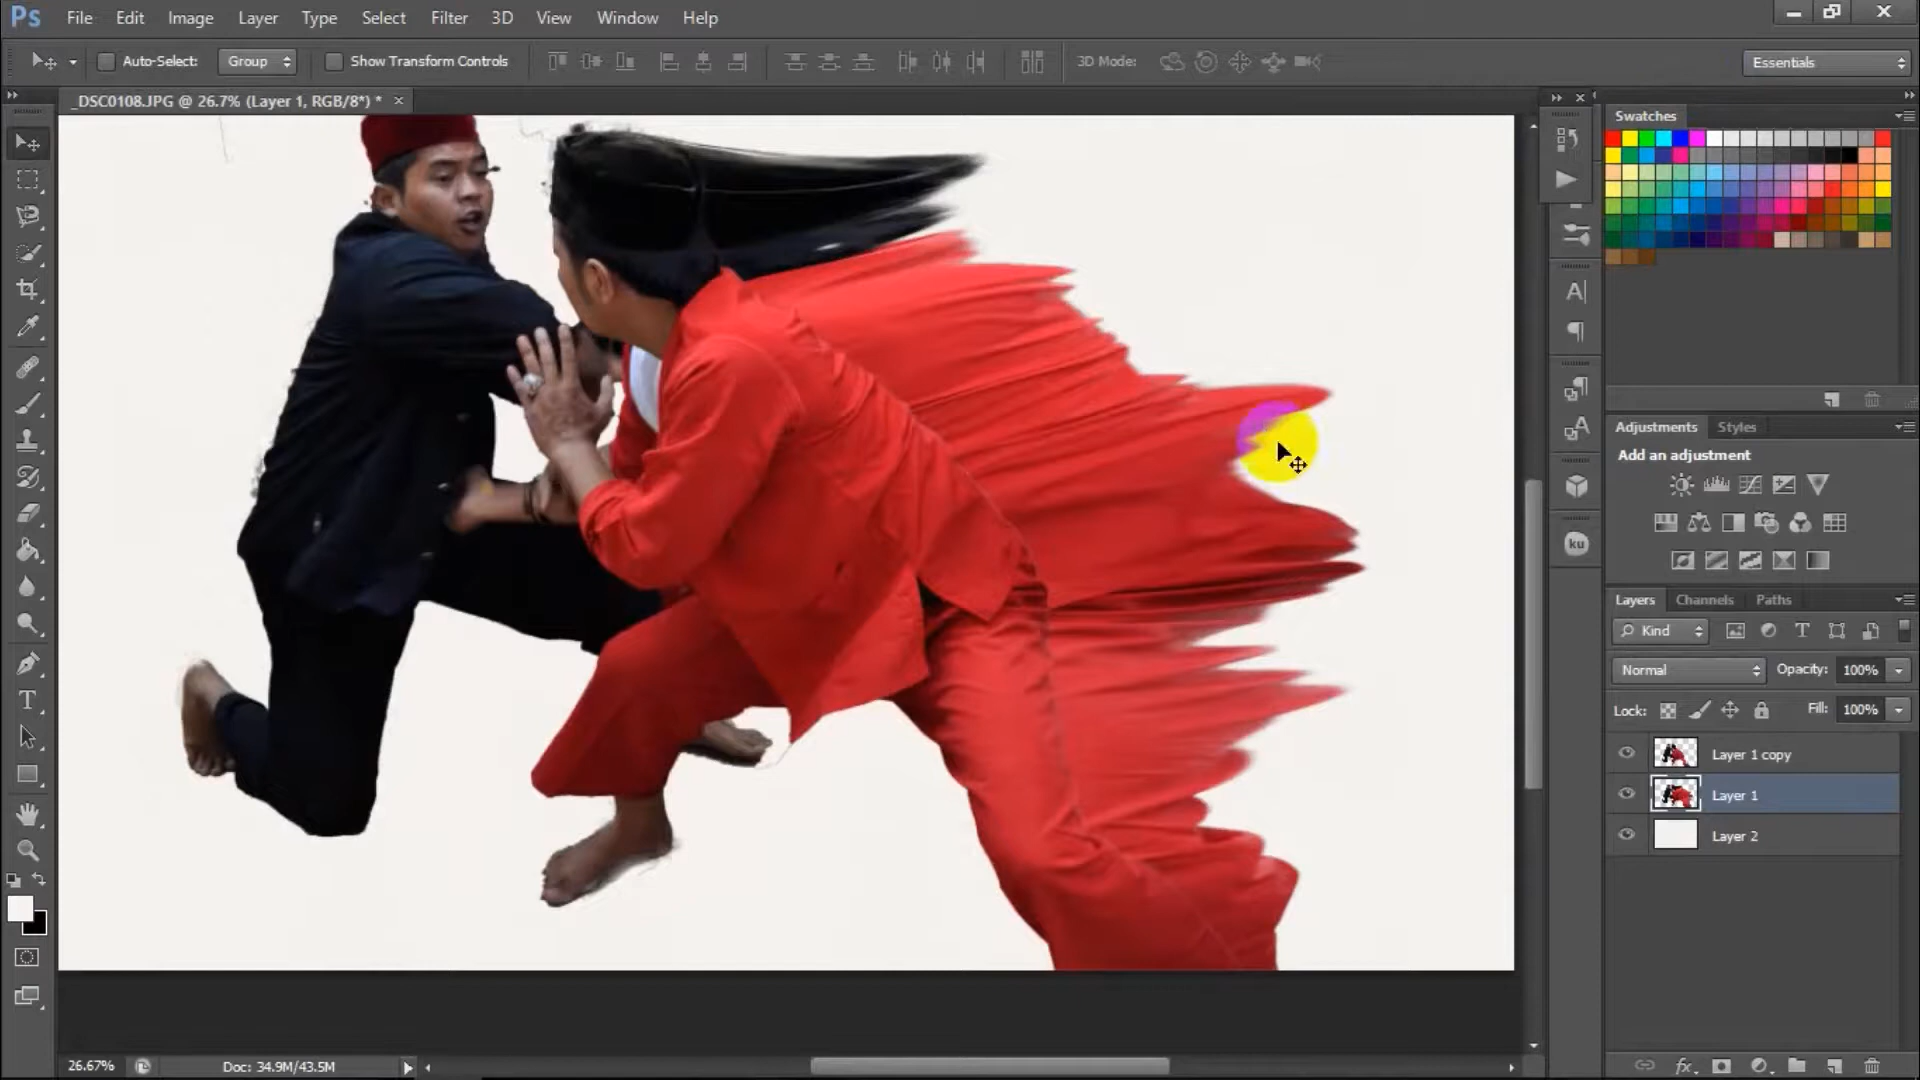 Ps File Edit Image Layer Type Select Filter 3D View Window Help
Auto-Select: Group Show Transform Controls 3D Mode: Essentials
_DSC0108.JPG @ 26.7% (Layer 1, RGB/8*) * ×
Swatches
Adjustments Styles
Add an adjustment
ku
Layers Channels Paths
Kind
Normal Opacity: 100%
Lock: Fill: 100%
Layer 1 copy
Layer 1
Layer 2
26.67% Doc: 34.9M/43.5M
fx